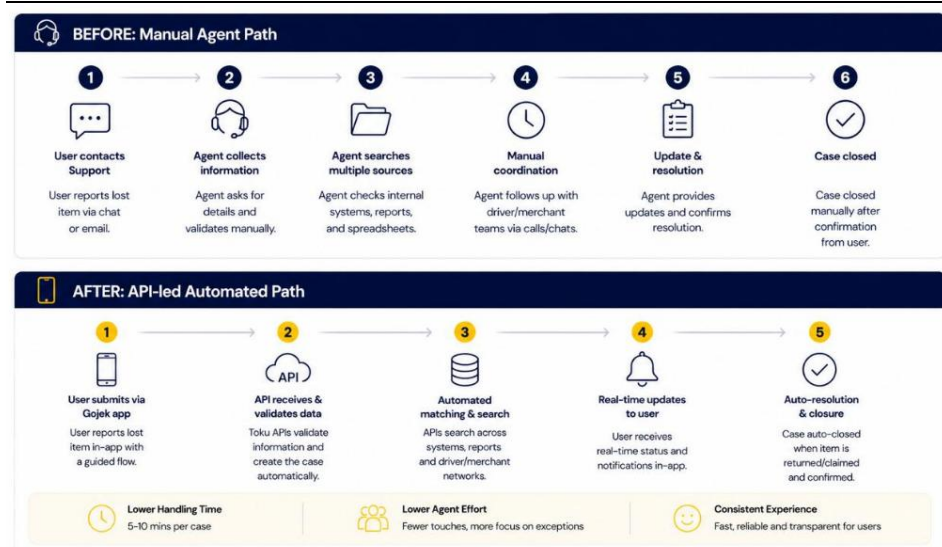 BEFORE: Manual Agent Path
1
2
3
4
5
6
User contacts
Support
User reports lost
item via chat
or email.
Agent collects
information
Agent asks for
details and
validates manually.
Agent searches
multiple sources
Agent checks internal
systems, reports,
and spreadsheets.
Manual
coordination
Agent follows up with
driver/merchant
teams via calls/chats.
Update &
resolution
Agent provides
updates and confirms
resolution.
Case closed
Case closed
manually after
confirmation
from user.
AFTER: API-led Automated Path
1
2
3
4
5
API
User submits via
Gojek app
User reports lost
item in-app with
a guided flow.
API receives &
validates data
Toku APIs validate
information and
create the case
automatically.
Automated
matching & search
APIs search across
systems, reports
and driver/merchant
networks.
Real-time updates
to user
User receives
real-time status and
notifications in-app.
Auto-resolution
& closure
Case auto-closed
when item is
returned/claimed
and confirmed.
Lower Handling Time
5-10 mins per case
Lower Agent Effort
Fewer touches, more focus on exceptions
Consistent Experience
Fast, reliable and transparent for users